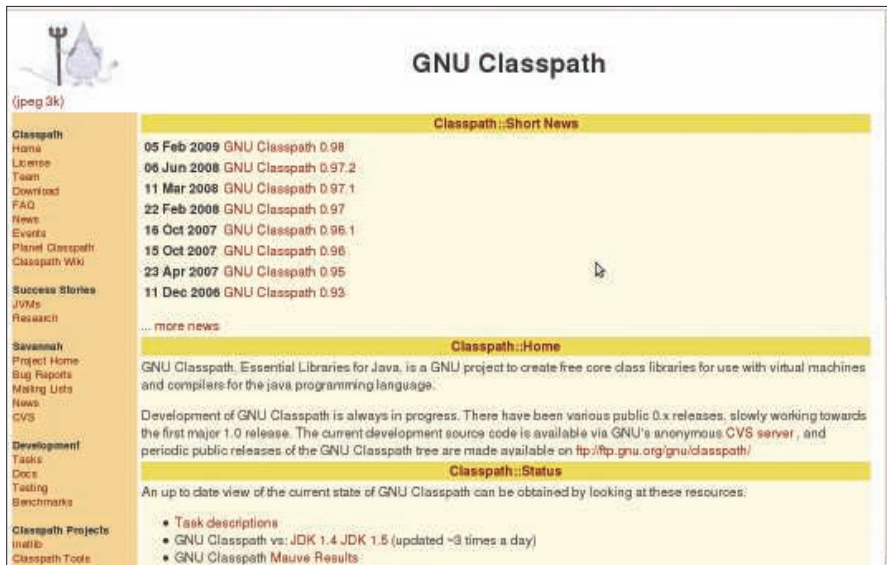 GNU Classpath
(jpeg 3k)
Classpath
Home
License
Team
Download
FAQ
News
Events
Planet Classpath
Classpath Wiki
Success Stories
JVMs
Research
Savannah
Project Home
Bug Reports
Mailing Lists
News
CVS
Development
Tasks
Docs
Testing
Benchmarks
Classpath Projects
Inetlib
Classpath Tools
Classpath::Short News
05 Feb 2009 GNU Classpath 0.98
06 Jun 2008 GNU Classpath 0.97.2
11 Mar 2008 GNU Classpath 0.97.1
22 Feb 2008 GNU Classpath 0.97
16 Oct 2007 GNU Classpath 0.96.1
15 Oct 2007 GNU Classpath 0.96
23 Apr 2007 GNU Classpath 0.95
11 Dec 2006 GNU Classpath 0.93
... more news
Classpath::Home
GNU Classpath, Essential Libraries for Java, is a GNU project to create free core class libraries for use with virtual machines
and compilers for the java programming language.
Development of GNU Classpath is always in progress. There have been various public 0.x releases, slowly working towards
the first major 1.0 release. The current development source code is available via GNU's anonymous CVS server , and
periodic public releases of the GNU Classpath tree are made available on ftp://ftp.gnu.org/gnu/classpath/
Classpath::Status
An up to date view of the current state of GNU Classpath can be obtained by looking at these resources.
• Task descriptions
• GNU Classpath vs: JDK 1.4 JDK 1.5 (updated ~3 times a day)
• GNU Classpath Mauve Results